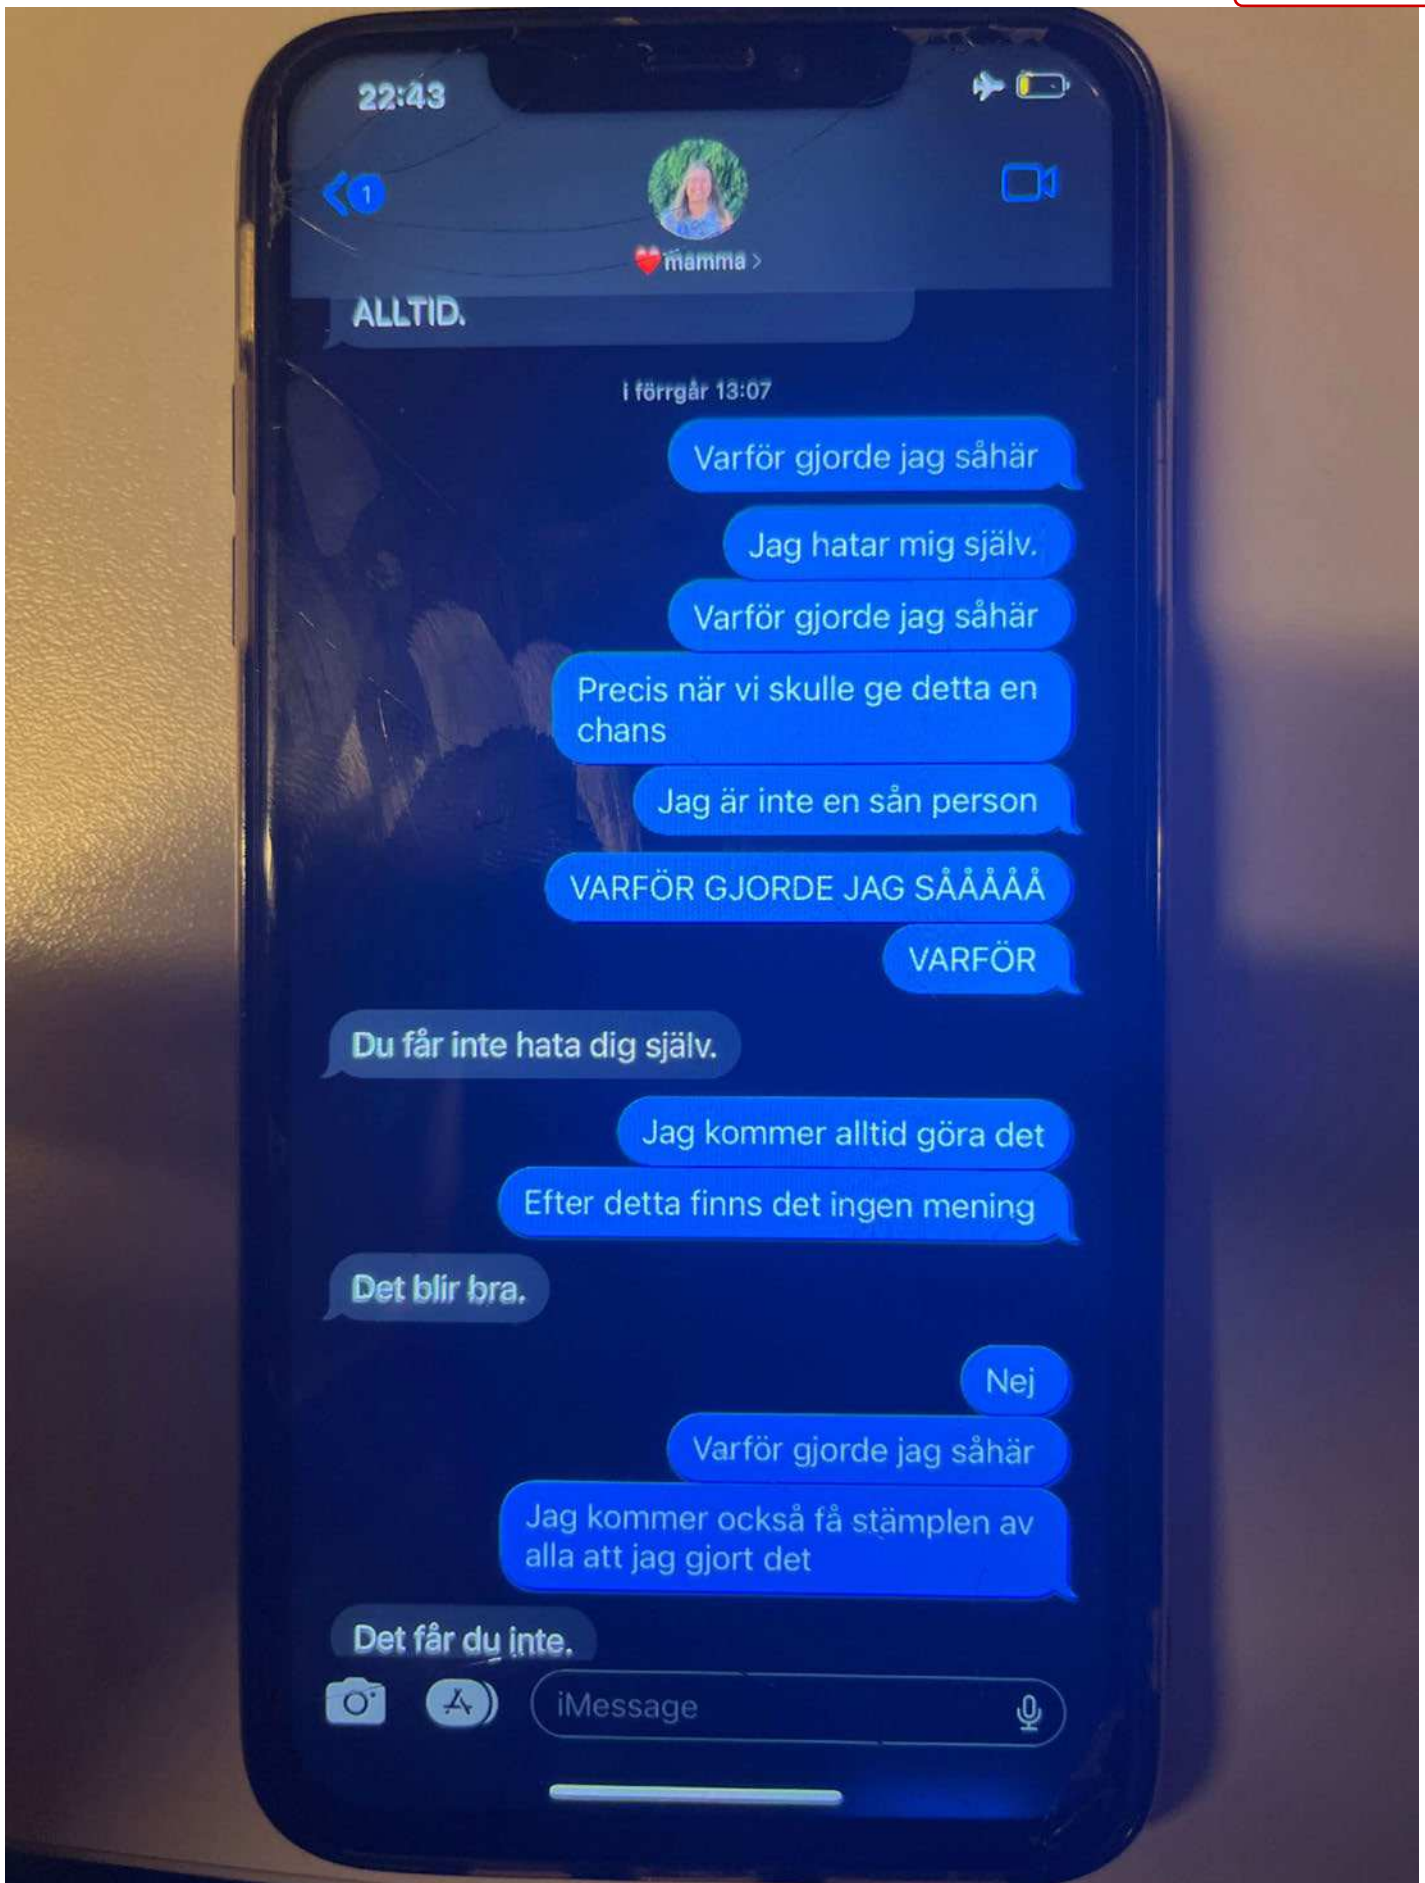 22:43
1
mamma >
ALLTID.
i förrgår 13:07
Varför gjorde jag såhär
Jag hatar mig själv.
Varför gjorde jag såhär
Precis när vi skulle ge detta en
chans
Jag är inte en sån person
VARFÖR GJORDE JAG SÅÅÅÅÅ
VARFÖR
Du får inte hata dig själv.
Jag kommer alltid göra det
Efter detta finns det ingen mening
Det blir bra.
Nej
Varför gjorde jag såhär
Jag kommer också få stämplen av
alla att jag gjort det
Det får du inte.
iMessage